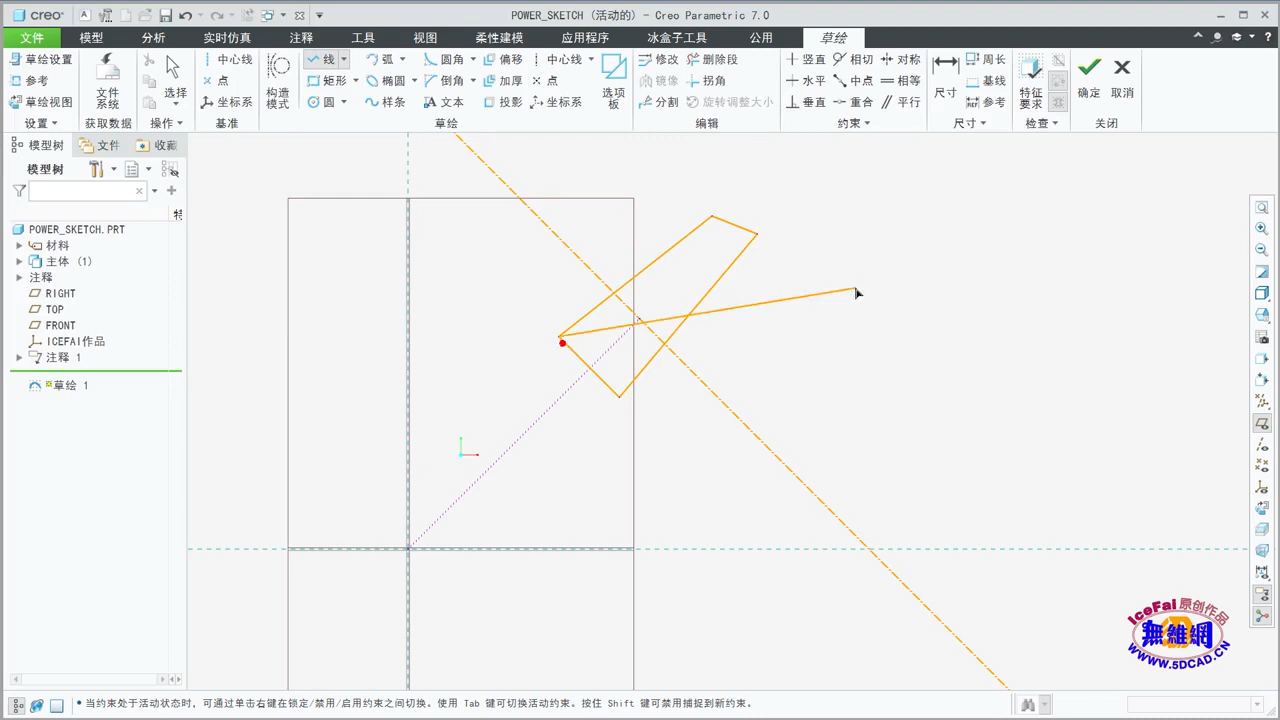 creo
POWER_SKETCH (活动的) - Creo Parametric 7.0
文件 模型 分析 实时仿真 注释 工具 视图 柔性建模 应用程序 冰盒子工具 公用 草绘
草绘设置 文件系统 选择 中心线 构造模式 线 弧 圆角 偏移 中心线 选项板 修改 删除段 竖直 相切 对称 尺寸 周长 特征要求 确定 取消
参考 点 矩形 椭圆 倒角 加厚 点 镜像 拐角 水平 中点 相等 基线
草绘视图 坐标系 圆 样条 文本 投影 坐标系 分割 旋转调整大小 垂直 重合 平行 参考
设置 获取数据 操作 基准 草绘 编辑 约束 尺寸 检查 关闭
模型树 文件 收藏
模型树
特
POWER_SKETCH.PRT
材料
主体 (1)
注释
RIGHT
TOP
FRONT
ICEFAI作品
注释 1
草绘 1
IceFai 原创作品
無維網
WWW.5DCAD.CN
当约束处于活动状态时，可通过单击右键在锁定/禁用/启用约束之间切换。使用 Tab 键可切换活动约束。按住 Shift 键可禁用捕捉到新约束。